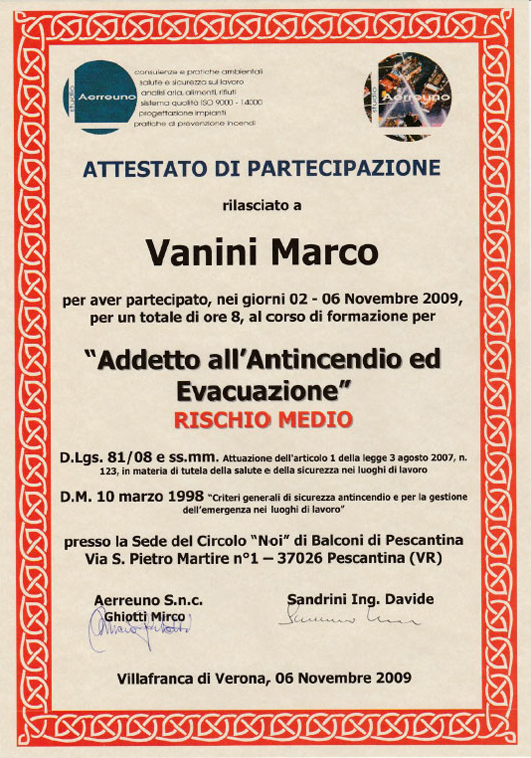 consulenze e pratiche ambientali
salute e sicurezza sul lavoro
analisi aria, alimenti, rifiuti
sistema qualità ISO 9000 - 14000
progettazione impianti
pratiche di prevenzione incendi
studio
Aerreuno
studio
Aerreuno
ATTESTATO DI PARTECIPAZIONE
rilasciato a
Vanini Marco
per aver partecipato, nei giorni 02 - 06 Novembre 2009,
per un totale di ore 8, al corso di formazione per
“Addetto all’Antincendio ed
Evacuazione”
RISCHIO MEDIO
D.Lgs. 81/08 e ss.mm. Attuazione dell'articolo 1 della legge 3 agosto 2007, n.
123, in materia di tutela della salute e della sicurezza nei luoghi di lavoro
D.M. 10 marzo 1998 “Criteri generali di sicurezza antincendio e per la gestione
dell’emergenza nei luoghi di lavoro”
presso la Sede del Circolo “Noi” di Balconi di Pescantina
Via S. Pietro Martire n°1 – 37026 Pescantina (VR)
Aerreuno S.n.c.
Ghiotti Mirco
Sandrini Ing. Davide
Villafranca di Verona, 06 Novembre 2009